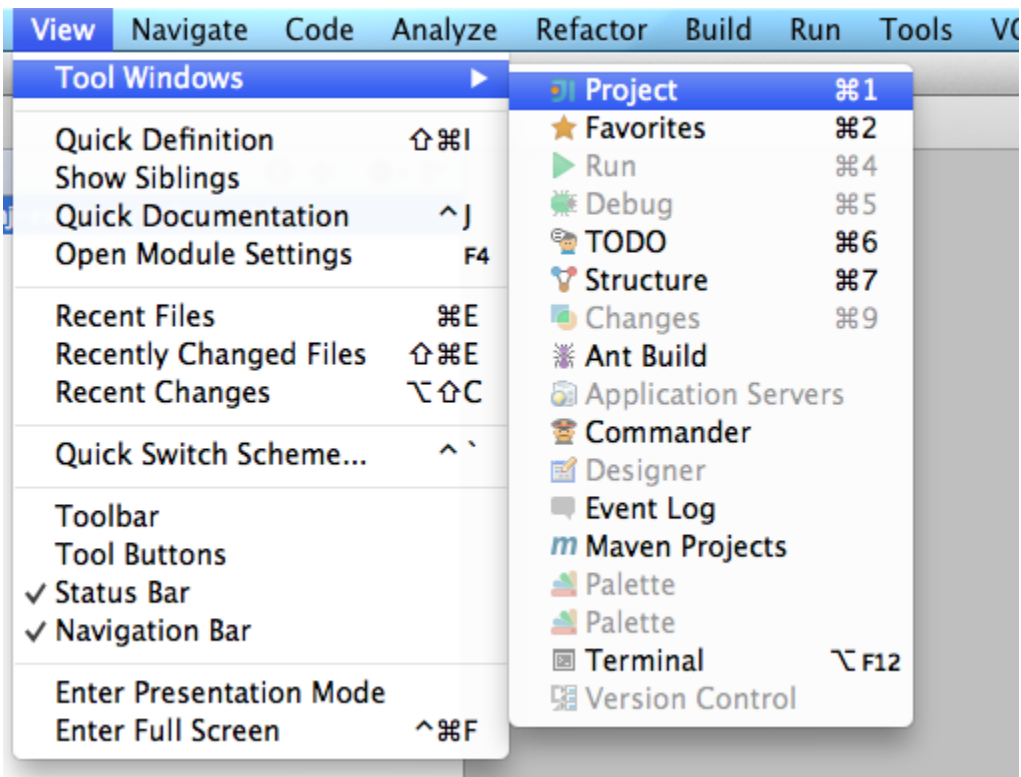 View Navigate Code Analyze Refactor Build Run Tools
Tool Windows ▶
Quick Definition ⇧⌘I
Show Siblings
Quick Documentation ^J
Open Module Settings F4
Recent Files ⌘E
Recently Changed Files ⇧⌘E
Recent Changes ⌥⇧C
Quick Switch Scheme... ^`
Toolbar
Tool Buttons
✓ Status Bar
✓ Navigation Bar
Enter Presentation Mode
Enter Full Screen ^⌘F
Project ⌘1
Favorites ⌘2
Run ⌘4
Debug ⌘5
TODO ⌘6
Structure ⌘7
Changes ⌘9
Ant Build
Application Servers
Commander
Designer
Event Log
Maven Projects
Palette
Palette
Terminal ⌥F12
Version Control